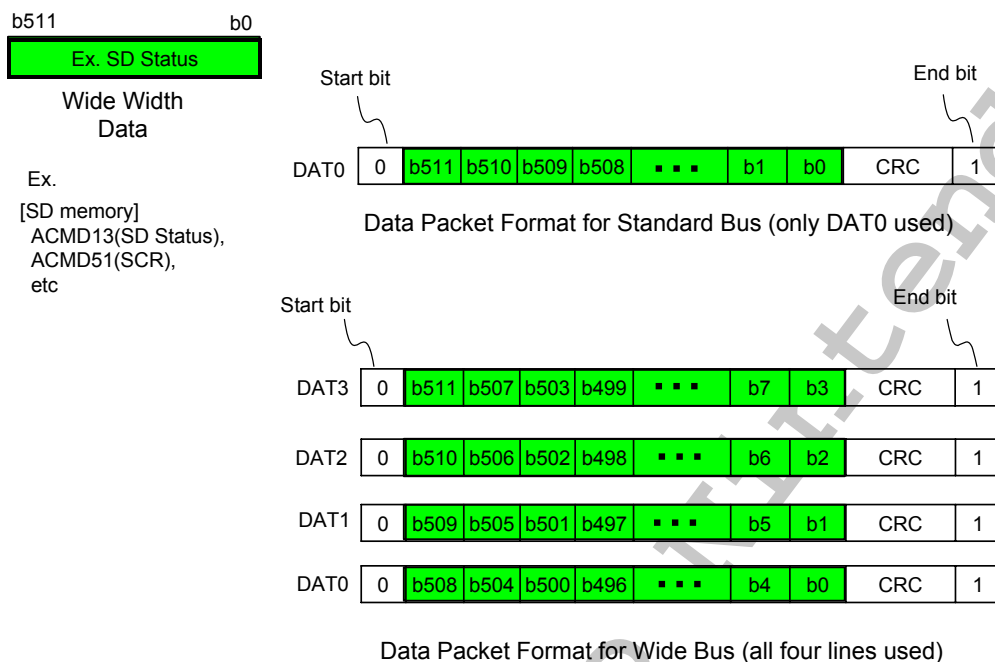 b511 b0
Ex. SD Status
Wide Width
Data
Ex.
[SD memory]
ACMD13(SD Status),
ACMD51(SCR),
etc
Start bit
End bit
DAT0 0 b511 b510 b509 b508 ▪ ▪ ▪ b1 b0 CRC 1
Data Packet Format for Standard Bus (only DAT0 used)
Start bit
End bit
DAT3 0 b511 b507 b503 b499 ▪ ▪ ▪ b7 b3 CRC 1
DAT2 0 b510 b506 b502 b498 ▪ ▪ ▪ b6 b2 CRC 1
DAT1 0 b509 b505 b501 b497 ▪ ▪ ▪ b5 b1 CRC 1
DAT0 0 b508 b504 b500 b496 ▪ ▪ ▪ b4 b0 CRC 1
Data Packet Format for Wide Bus (all four lines used)